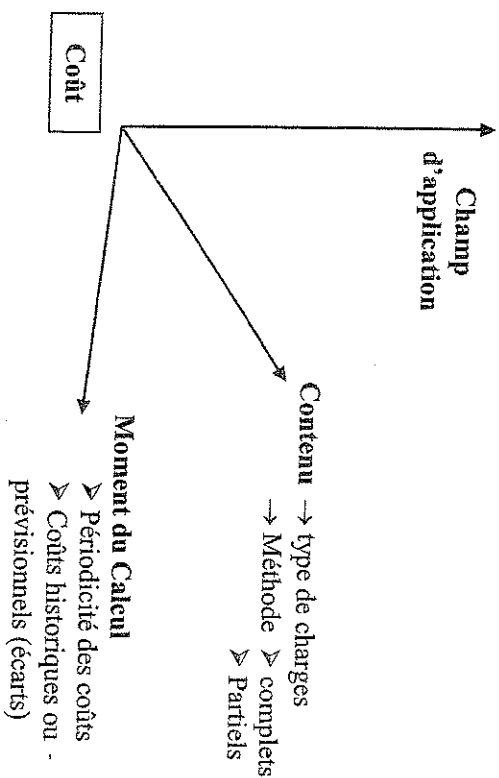 Champ
d'application
Coût
Contenu → type de charges
→ Méthode ➤ complets
➤ Partiels
Moment du Calcul
➤ Périodicité des coûts
➤ Coûts historiques ou -
prévisionnels (écarts)